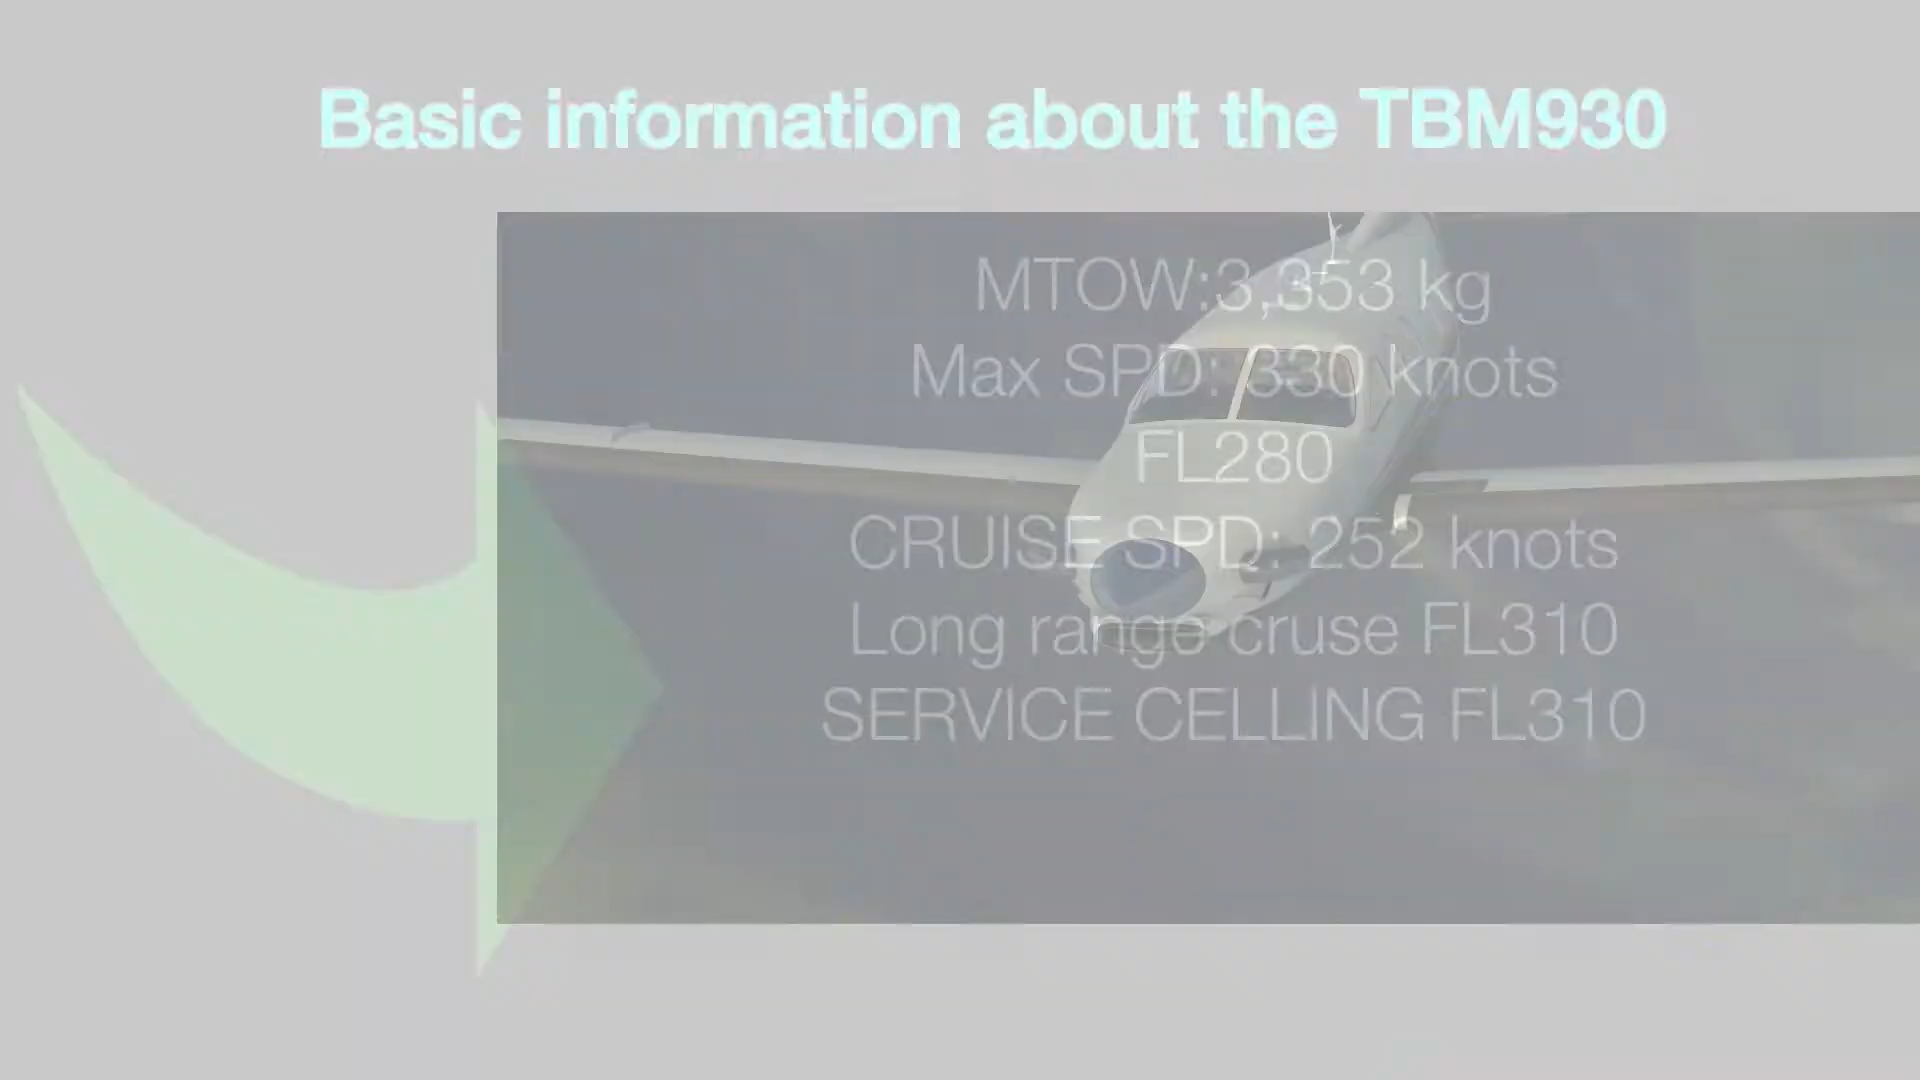 Basic information about the TBM930
MTOW:3,353 kg
Max SPD: 330 knots
FL280
CRUISE SPD: 252 knots
Long range cruse FL310
SERVICE CELLING FL310